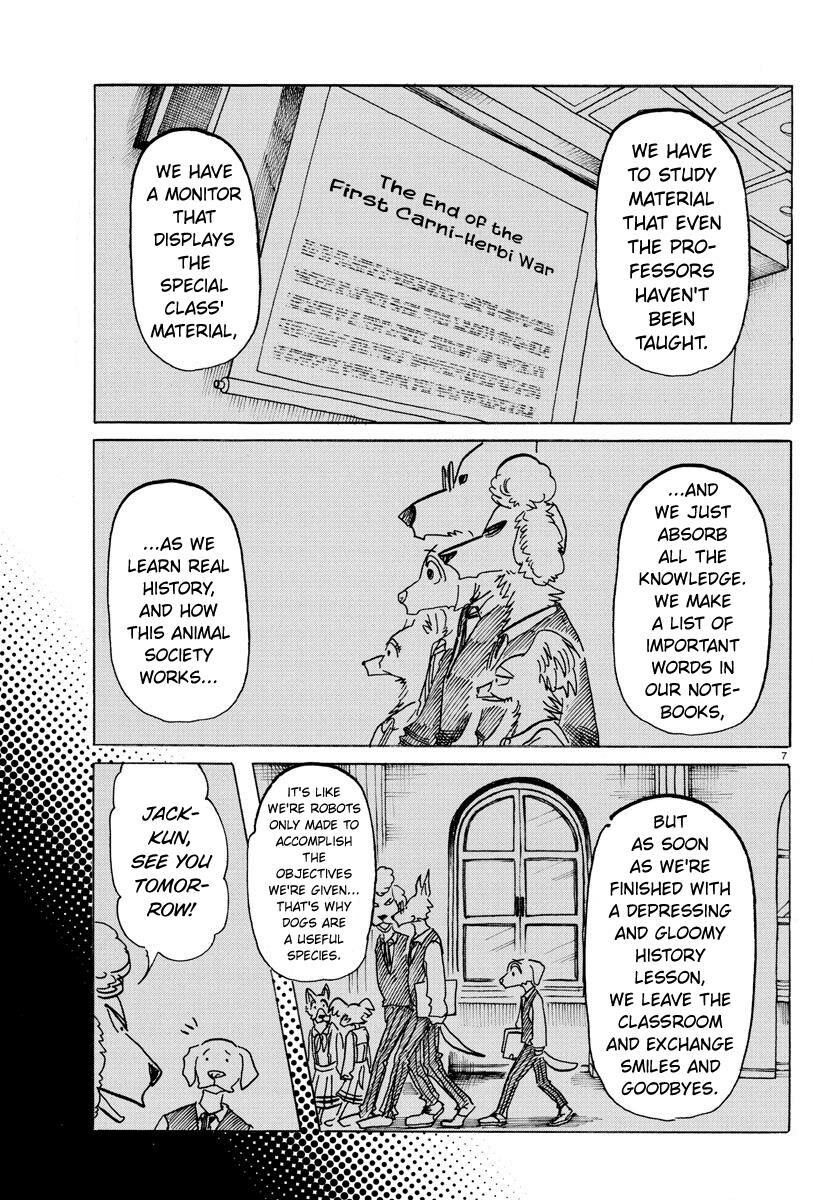 WE HAVE
TO STUDY
MATERIAL
THAT EVEN
THE PRO-
FESSORS
HAVEN'T
BEEN
TAUGHT.
The End of the
First Carni-Herbi War
WE HAVE
A MONITOR
THAT
DISPLAYS
THE
SPECIAL
CLASS'
MATERIAL,
...AND
WE JUST
ABSORB
ALL THE
KNOWLEDGE.
WE MAKE
A LIST OF
IMPORTANT
WORDS IN
OUR NOTE-
BOOKS,
...AS WE
LEARN REAL
HISTORY,
AND HOW
THIS ANIMAL
SOCIETY
WORKS...
7
BUT
AS SOON
AS WE'RE
FINISHED WITH
A DEPRESSING
AND GLOOMY
HISTORY
LESSON,
WE LEAVE THE
CLASSROOM
AND EXCHANGE
SMILES AND
GOODBYES.
IT'S LIKE
WE'RE ROBOTS
ONLY MADE TO
ACCOMPLISH
THE
OBJECTIVES
WE'RE GIVEN...
THAT'S WHY
DOGS ARE
A USEFUL
SPECIES.
JACK-
KUN,
SEE YOU
TOMOR-
ROW!